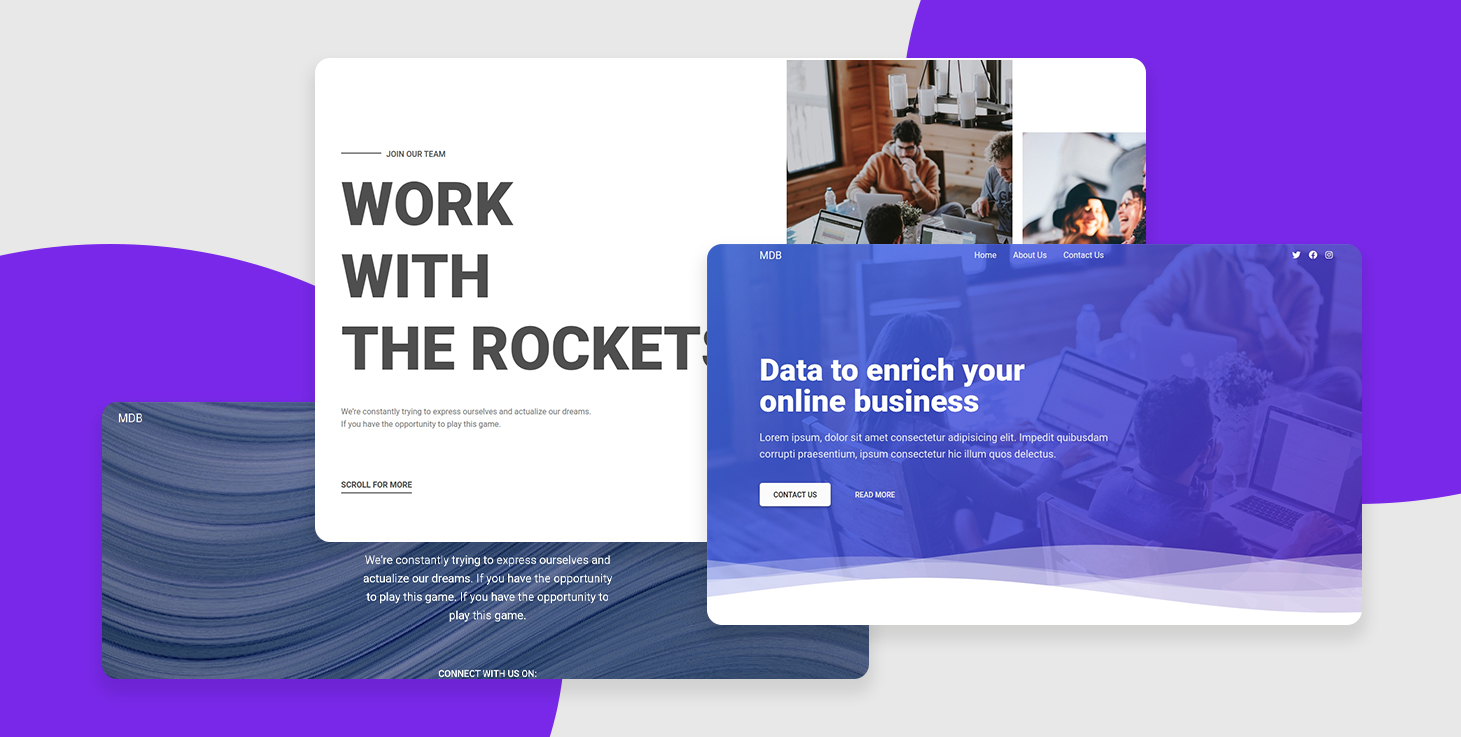 JOIN OUR TEAM
WORK
WITH
THE ROCKETS
We're constantly trying to express ourselves and actualize our dreams.
If you have the opportunity to play this game.
SCROLL FOR MORE
MDB
Home About Us Contact Us
Data to enrich your
online business
Lorem ipsum, dolor sit amet consectetur adipisicing elit. Impedit quibusdam
corrupti praesentium, ipsum consectetur hic illum quos delectus.
CONTACT US READ MORE
MDB
We're constantly trying to express ourselves and
actualize our dreams. If you have the opportunity
to play this game. If you have the opportunity to
play this game.
CONNECT WITH US ON: